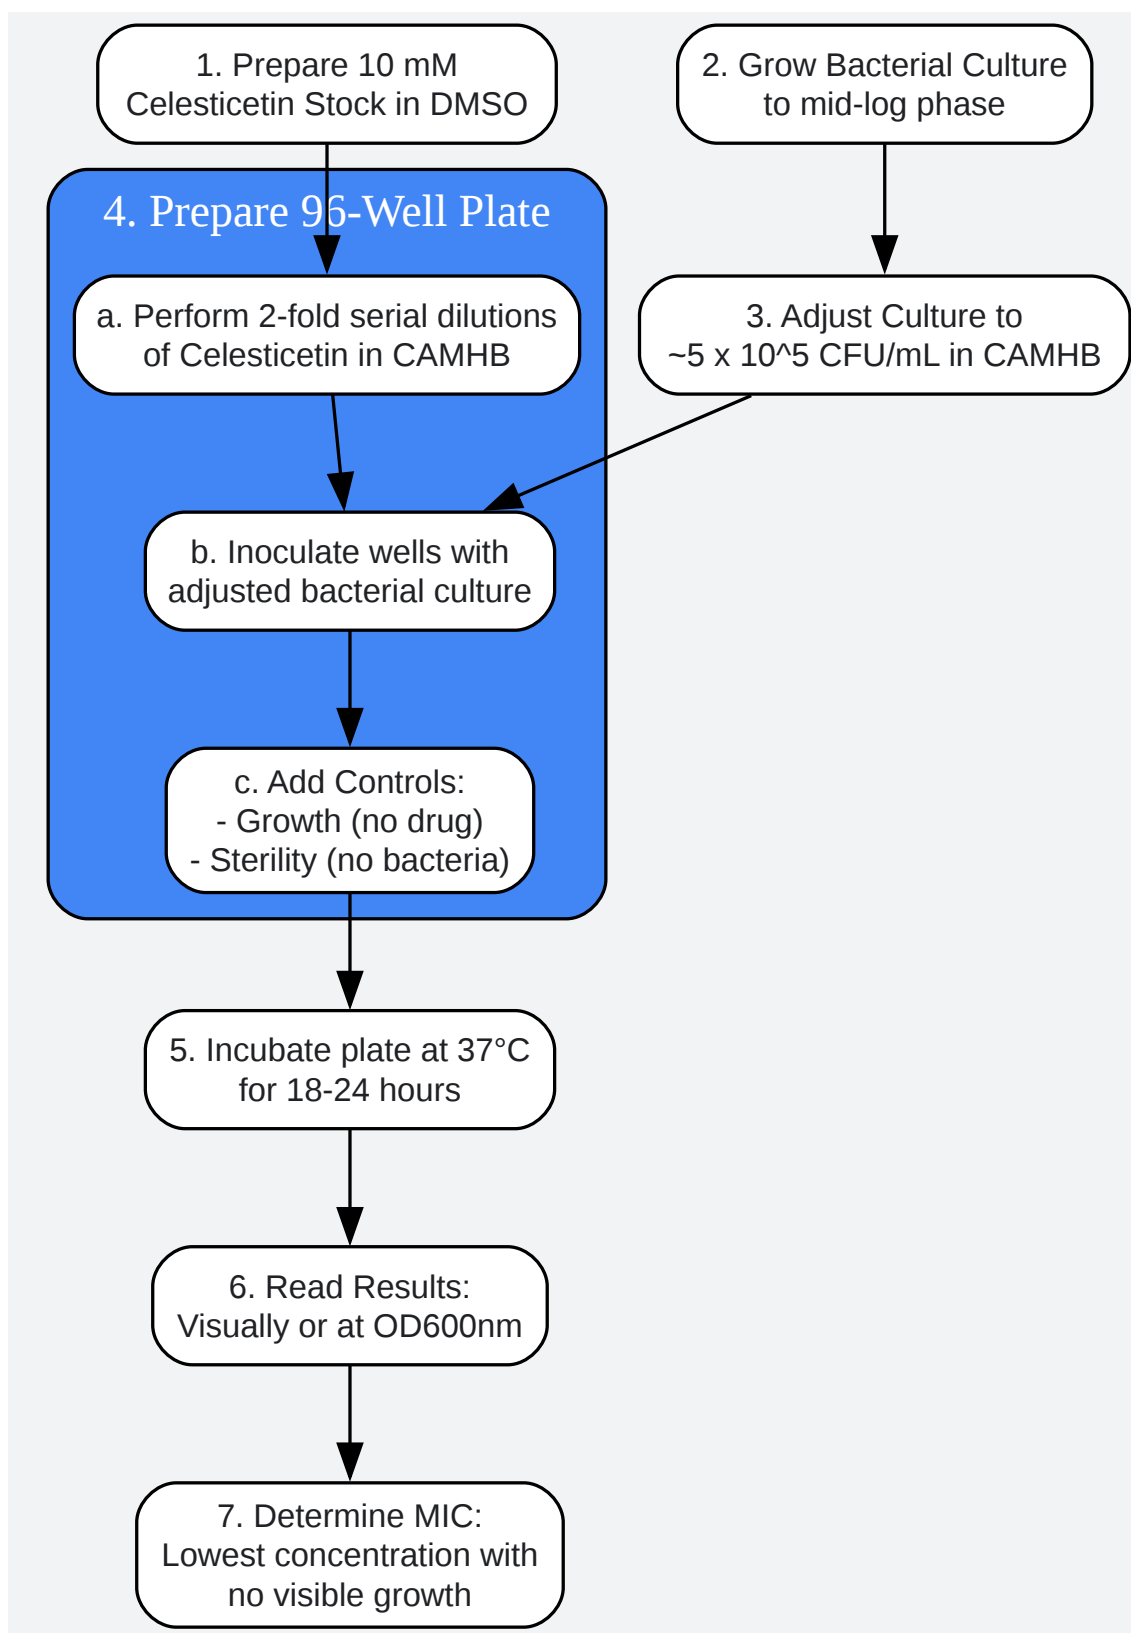 1. Prepare 10 mM
Celesticetin Stock in DMSO
2. Grow Bacterial Culture
to mid-log phase
4. Prepare 96-Well Plate
a. Perform 2-fold serial dilutions
of Celesticetin in CAMHB
3. Adjust Culture to
~5 x 10^5 CFU/mL in CAMHB
b. Inoculate wells with
adjusted bacterial culture
c. Add Controls:
- Growth (no drug)
- Sterility (no bacteria)
5. Incubate plate at 37°C
for 18-24 hours
6. Read Results:
Visually or at OD600nm
7. Determine MIC:
Lowest concentration with
no visible growth